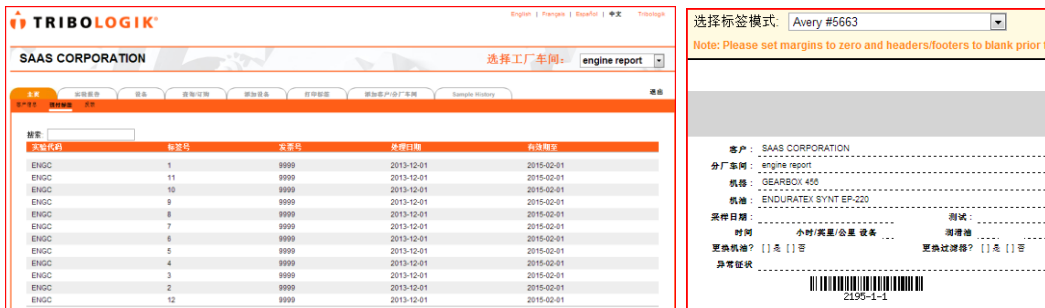 TRIBOLOGIK
English | Français | Español | 中文 Tribologik
SAAS CORPORATION
选择工厂车间: engine report
主页 实验报告 设备 查询/订购 添加设备 打印标签 添加客户/分厂车间 Sample History 退出
客户信息 预付标签 发票
搜索:
实验代码 标签号 发票号 处理日期 有效期至
ENGC 1 9999 2013-12-01 2015-02-01
ENGC 11 9999 2013-12-01 2015-02-01
ENGC 10 9999 2013-12-01 2015-02-01
ENGC 9 9999 2013-12-01 2015-02-01
ENGC 8 9999 2013-12-01 2015-02-01
ENGC 7 9999 2013-12-01 2015-02-01
ENGC 6 9999 2013-12-01 2015-02-01
ENGC 5 9999 2013-12-01 2015-02-01
ENGC 4 9999 2013-12-01 2015-02-01
ENGC 3 9999 2013-12-01 2015-02-01
ENGC 2 9999 2013-12-01 2015-02-01
ENGC 12 9999 2013-12-01 2015-02-01
选择标签模式: Avery #5663
Note: Please set margins to zero and headers/footers to blank prior t
客户: SAAS CORPORATION
分厂车间: engine report
机器: GEARBOX 456
机油: ENDURATEX SYNT EP-220
采样日期: 测试:
时间 小时/英里/公里 设备 润滑油
更换机油? [ ] 是 [ ] 否 更换过滤器? [ ] 是 [ ] 否
异常征状
2195-1-1